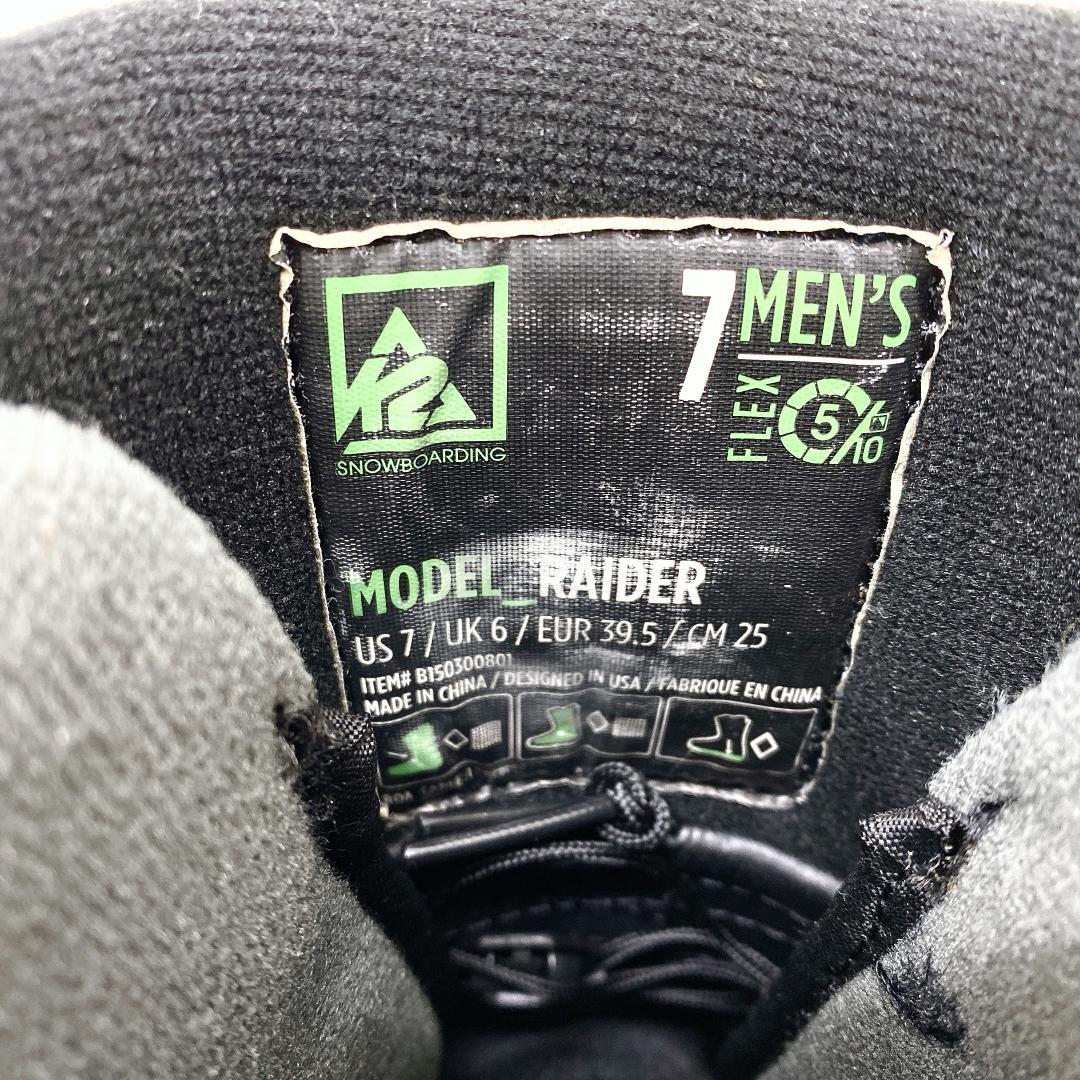 K2
SNOWBOARDING
7 MEN'S
FLEX 5/10
MODEL_RAIDER
US 7 / UK 6 / EUR 39.5 / CM 25
ITEM# B150300801
MADE IN CHINA / DESIGNED IN USA / FABRIQUE EN CHINA